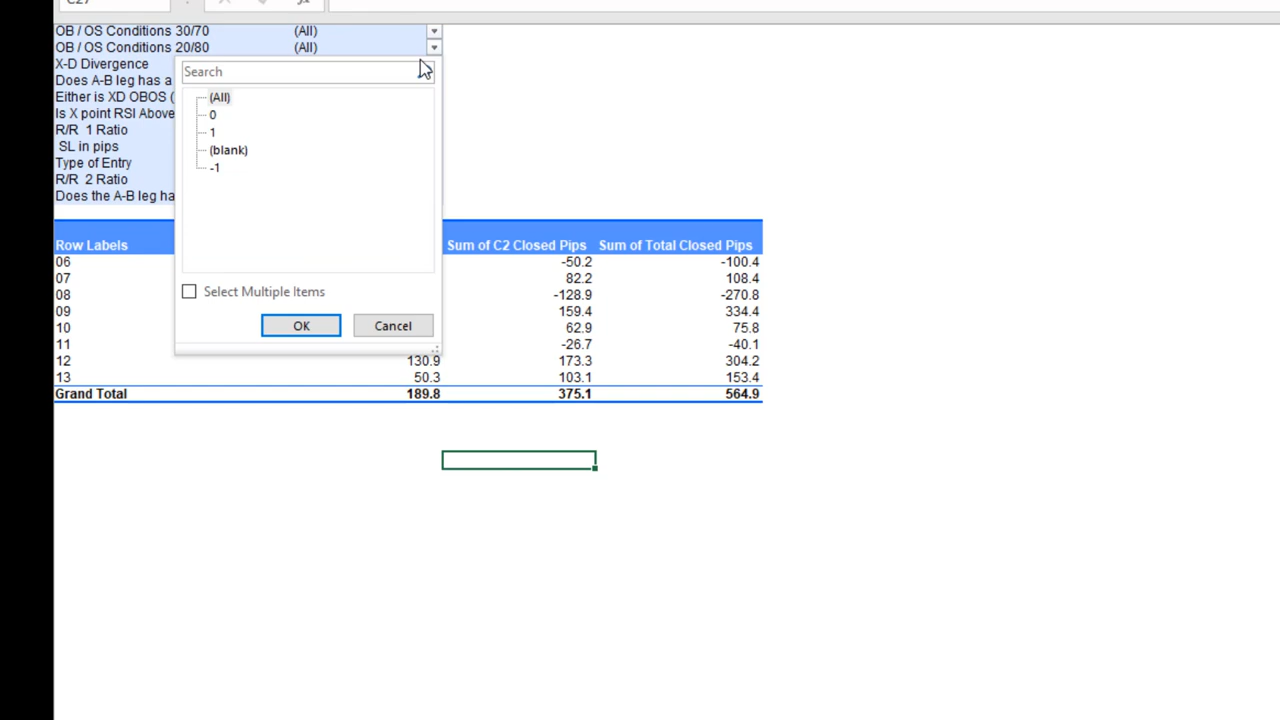 OB / OS Conditions 30/70 (All)
OB / OS Conditions 20/80 (All)
X-D Divergence
Does A-B leg has a
Either is XD OBOS (
Is X point RSI Above
R/R 1 Ratio
SL in pips
Type of Entry
R/R 2 Ratio
Does the A-B leg ha
Search
(All)
0
1
(blank)
-1
Select Multiple Items
OK Cancel
Row Labels Sum of C2 Closed Pips Sum of Total Closed Pips
06 -50.2 -100.4
07 82.2 108.4
08 -128.9 -270.8
09 159.4 334.4
10 62.9 75.8
11 -26.7 -40.1
12 130.9 173.3 304.2
13 50.3 103.1 153.4
Grand Total 189.8 375.1 564.9